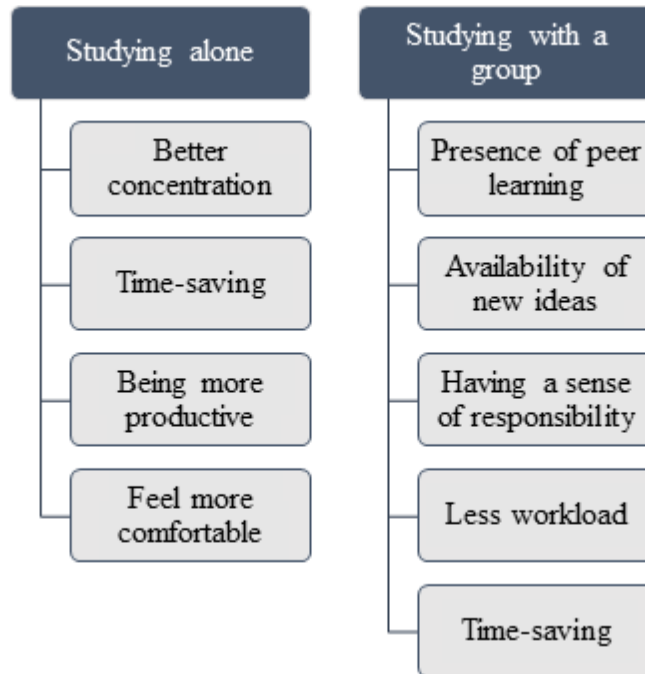 Studying alone
Better
concentration
Time-saving
Being more
productive
Feel more
comfortable
Studying with a
group
Presence of peer
learning
Availability of
new ideas
Having a sense
of responsibility
Less workload
Time-saving